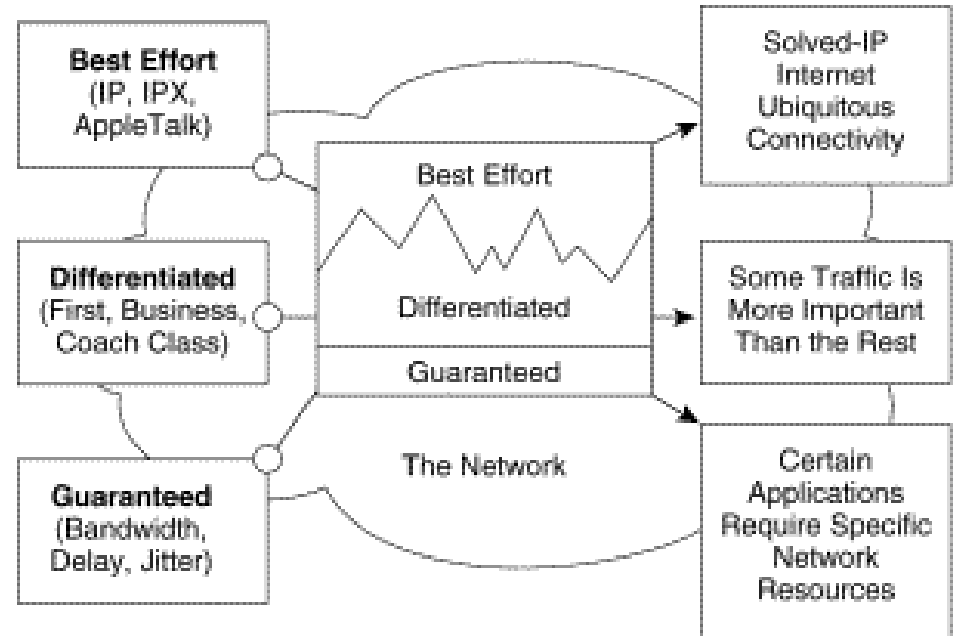 Best Effort
(IP, IPX,
AppleTalk)
Differentiated
(First, Business,
Coach Class)
Guaranteed
(Bandwidth,
Delay, Jitter)
Best Effort
Differentiated
Guaranteed
The Network
Solved-IP
Internet
Ubiquitous
Connectivity
Some Traffic Is
More Important
Than the Rest
Certain
Applications
Require Specific
Network
Resources